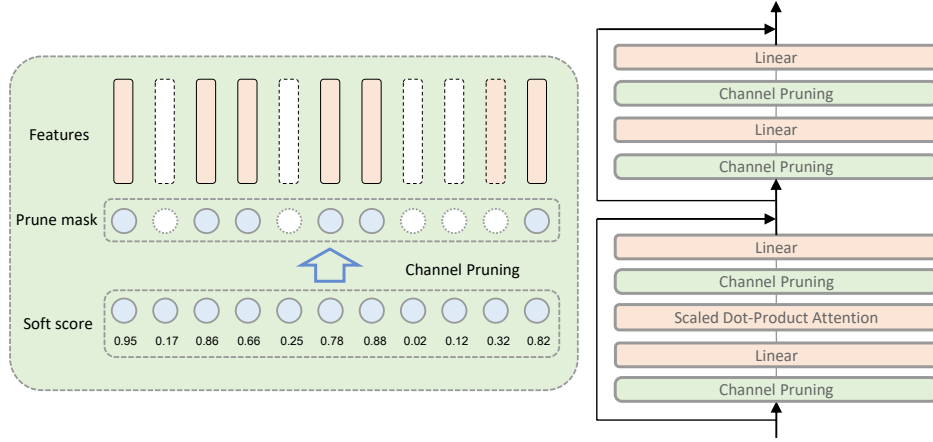 Features
Prune mask
Channel Pruning
Soft score
0.95 0.17 0.86 0.66 0.25 0.78 0.88 0.02 0.12 0.32 0.82
Linear
Channel Pruning
Linear
Channel Pruning
Linear
Channel Pruning
Scaled Dot-Product Attention
Linear
Channel Pruning